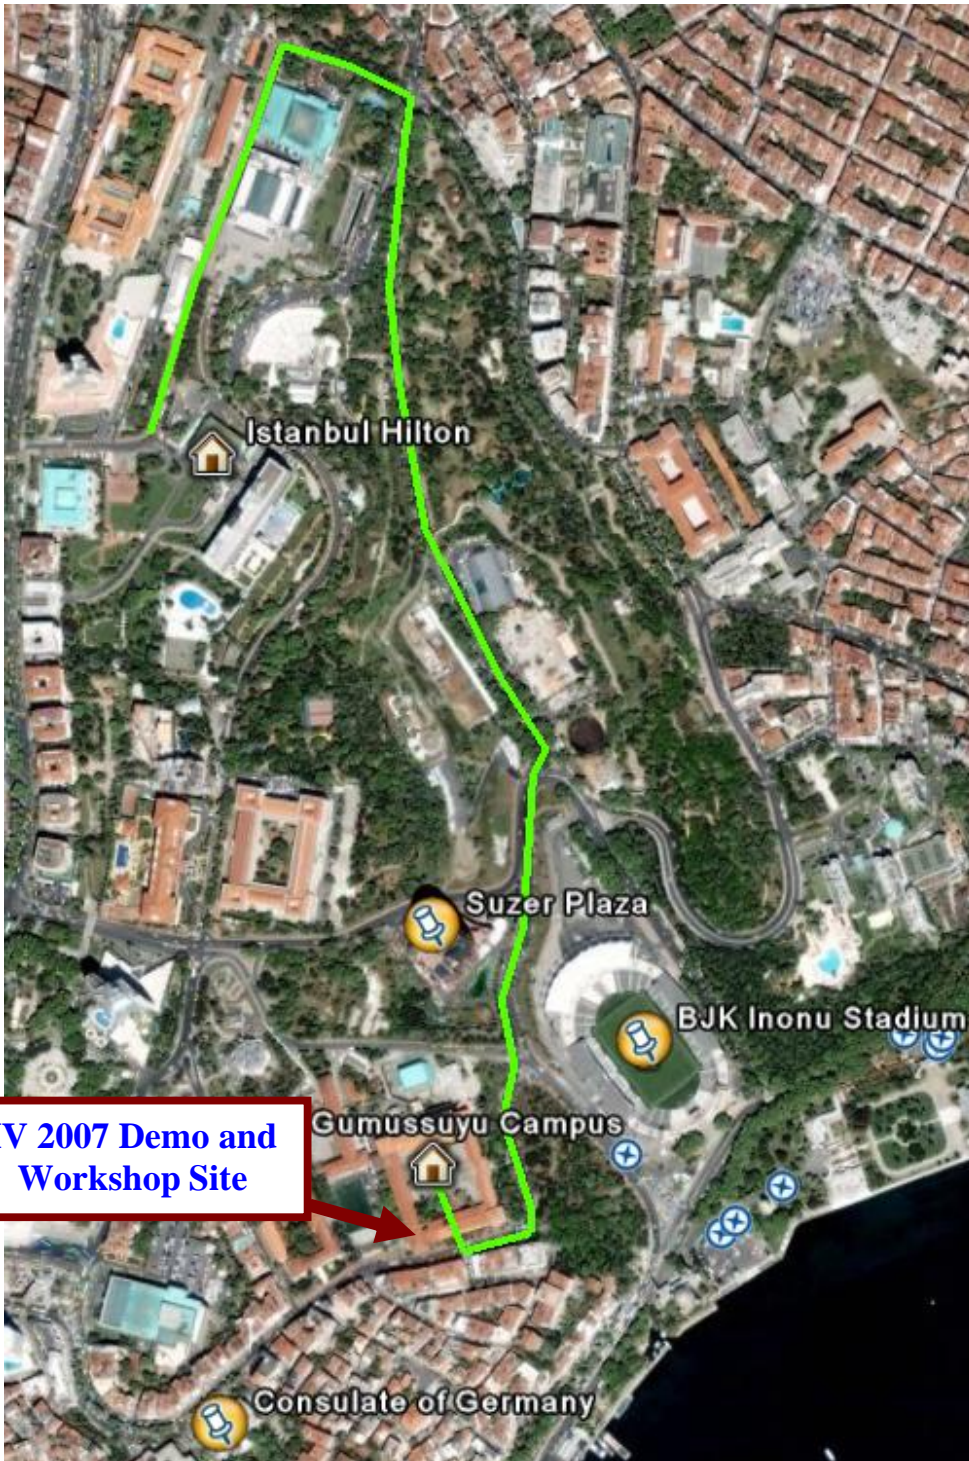 Istanbul Hilton
Suzer Plaza
BJK Inonu Stadium
Gumussuyu Campus
V 2007 Demo and
Workshop Site
Consulate of Germany